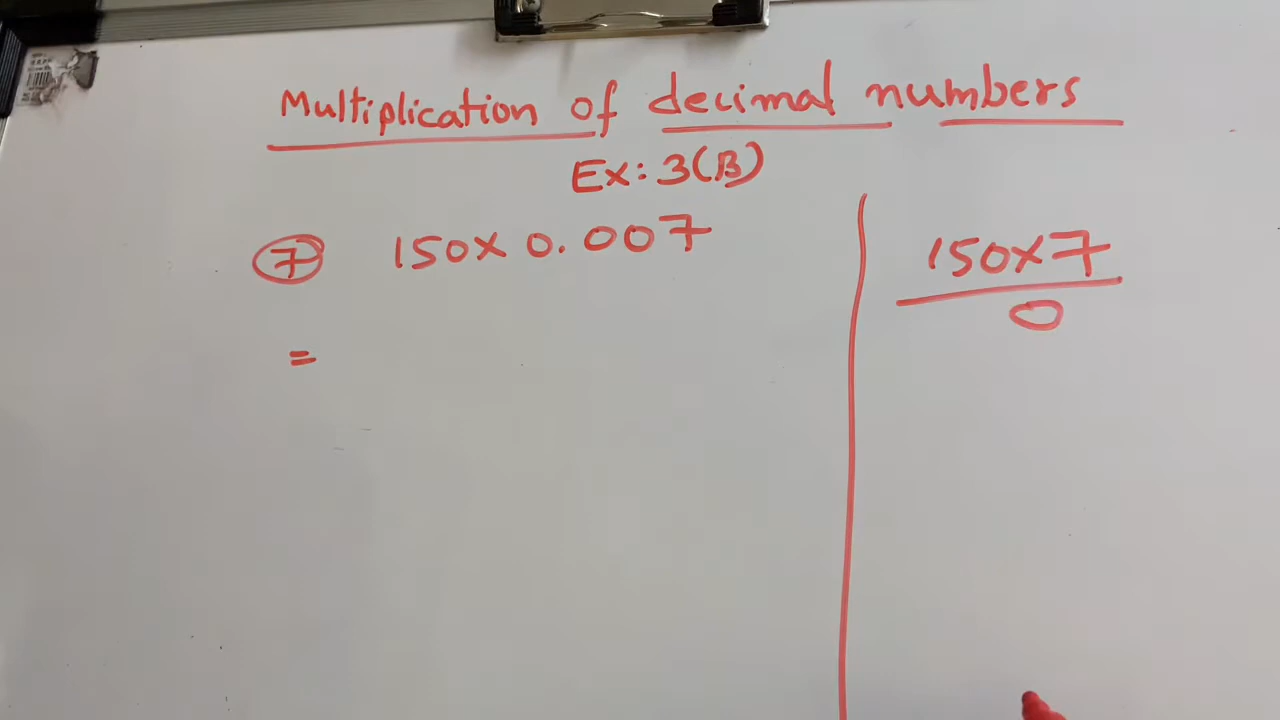 Multiplication of decimal numbers
Ex: 3(B)
7 150 x 0.007
=
150 x 7
0